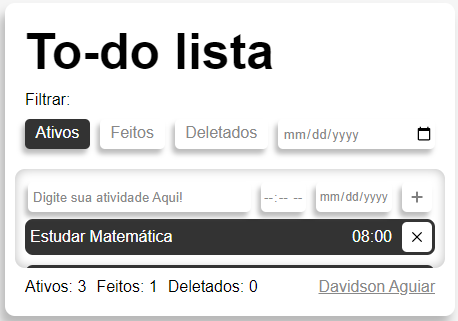 To-do lista
Filtrar:
Ativos Feitos Deletados mm/dd/yyyy
Digite sua atividade Aqui! --:-- -- mm/dd/yyyy +
Estudar Matemática 08:00 ×
Ativos: 3 Feitos: 1 Deletados: 0 Davidson Aguiar